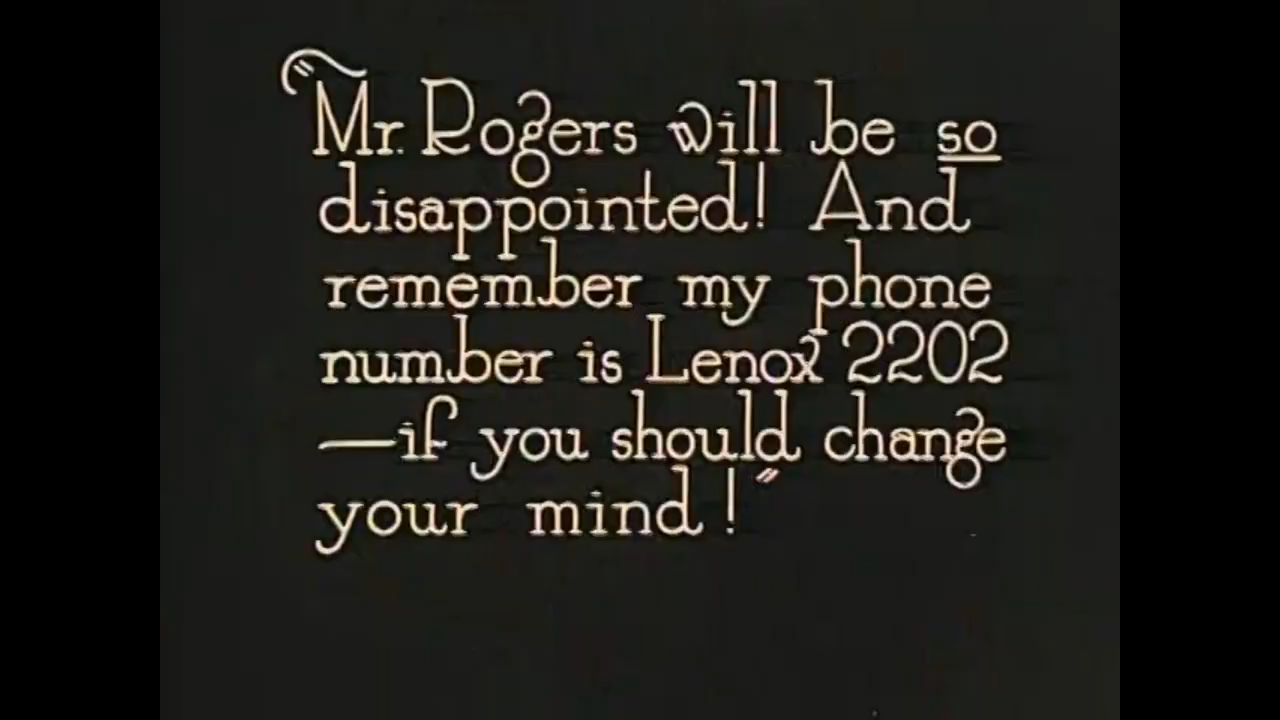 "Mr. Rogers will be so
disappointed! And
remember my phone
number is Lenox 2202
—if you should change
your mind!"